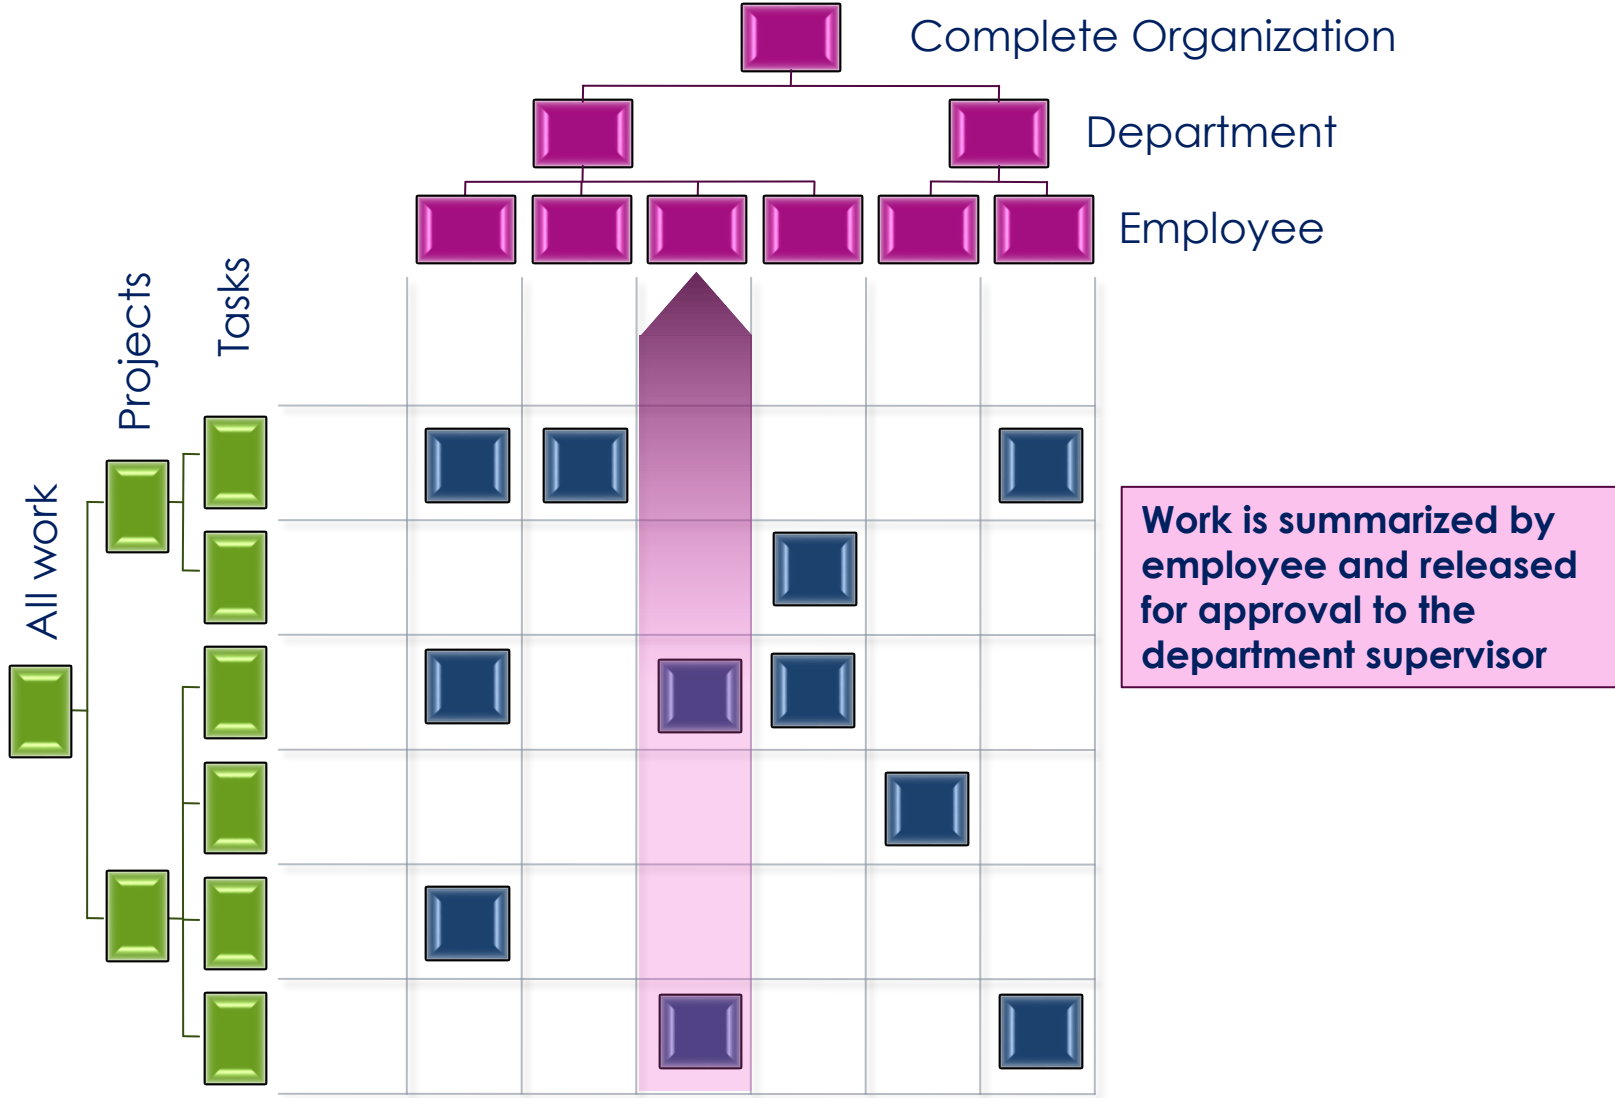 Complete Organization
Department
Employee
Tasks
Projects
All work
Work is summarized by
employee and released
for approval to the
department supervisor